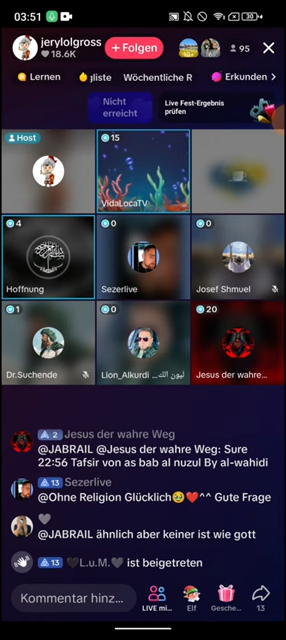 03:51
30
jerylolgross
18.6K
+ Folgen
95
Lernen
gliste
Wöchentliche R
Erkunden >
Nicht
erreicht
Live Fest-Ergebnis
prüfen
Host
15
VidaLocaTV
4
Hoffnung
0
Sezerlive
0
Josef Shmuel
1
Dr.Suchende
0
Lion_Alkurdi ...ليون الك
20
Jesus der wahre...
2 Jesus der wahre Weg
@JABRAIL @Jesus der wahre Weg: Sure
22:56 Tafsir von as bab al nuzul By al-wahidi
13 Sezerlive
@Ohne Religion Glücklich🥹❤️^^ Gute Frage
🖤
@JABRAIL ähnlich aber keiner ist wie gott
13 🖤L.u.M.🖤 ist beigetreten
Kommentar hinz...
LIVE mi...
Elf
Gesche...
13